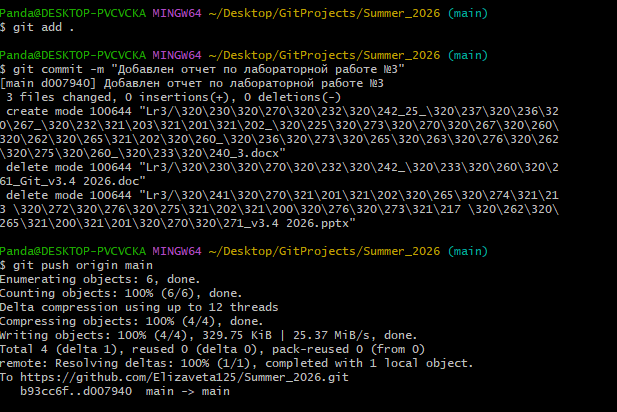 Panda@DESKTOP-PVCVCKA MINGW64 ~/Desktop/GitProjects/Summer_2026 (main)
$ git add .
Panda@DESKTOP-PVCVCKA MINGW64 ~/Desktop/GitProjects/Summer_2026 (main)
$ git commit -m "Добавлен отчет по лабораторной работе №3"
[main d007940] Добавлен отчет по лабораторной работе №3
3 files changed, 0 insertions(+), 0 deletions(-)
create mode 100644 "Lr3/\320\230\320\270\320\232\320\242_25_\320\237\320\236\32
0\267_\320\232\321\203\321\201\321\202_\320\225\320\273\320\270\320\267\320\260\
320\262\320\265\321\202\320\260_\320\236\320\273\320\265\320\263\320\276\320\262
\320\275\320\260_\320\233\320\240_3.docx"
delete mode 100644 "Lr3/\320\230\320\270\320\232\320\242_\320\233\320\260\320\2
61_Git_v3.4 2026.doc"
delete mode 100644 "Lr3/\320\241\320\270\321\201\321\202\320\265\320\274\321\21
3 \320\272\320\276\320\275\321\202\321\200\320\276\320\273\321\217 \320\262\320\
265\321\200\321\201\320\270\320\271_v3.4 2026.pptx"
Panda@DESKTOP-PVCVCKA MINGW64 ~/Desktop/GitProjects/Summer_2026 (main)
$ git push origin main
Enumerating objects: 6, done.
Counting objects: 100% (6/6), done.
Delta compression using up to 12 threads
Compressing objects: 100% (4/4), done.
Writing objects: 100% (4/4), 329.75 KiB | 25.37 MiB/s, done.
Total 4 (delta 1), reused 0 (delta 0), pack-reused 0 (from 0)
remote: Resolving deltas: 100% (1/1), completed with 1 local object.
To https://github.com/Elizaveta125/Summer_2026.git
b93cc6f..d007940 main -> main